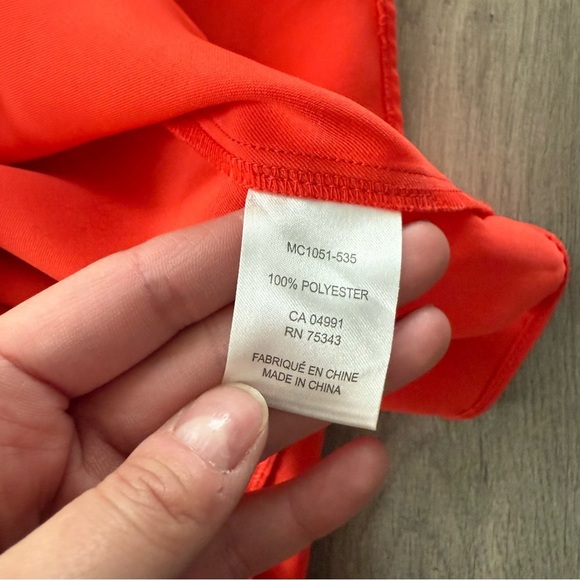 MC1051-535
100% POLYESTER
CA 04991
RN 75343
FABRIQUÉ EN CHINE
MADE IN CHINA